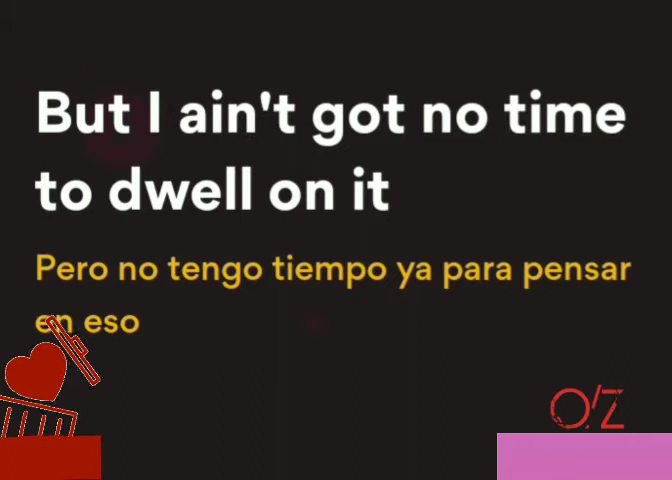 But I ain't got no time
to dwell on it
Pero no tengo tiempo ya para pensar
en eso
O/Z